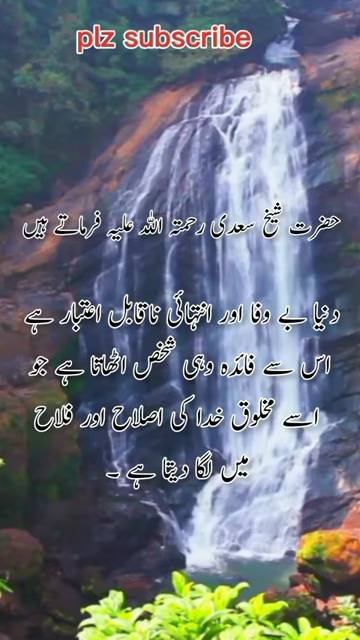 plz subscribe
حضرت شیخ سعدی رحمتہ اللہ علیہ فرماتے ہیں
دنیا بے وفا اور انتہائی ناقابل اعتبار ہے
اس سے فائدہ وہی شخص اٹھاتا ہے جو
اسے مخلوق خدا کی اصلاح اور فلاح
میں لگا دیتا ہے ۔